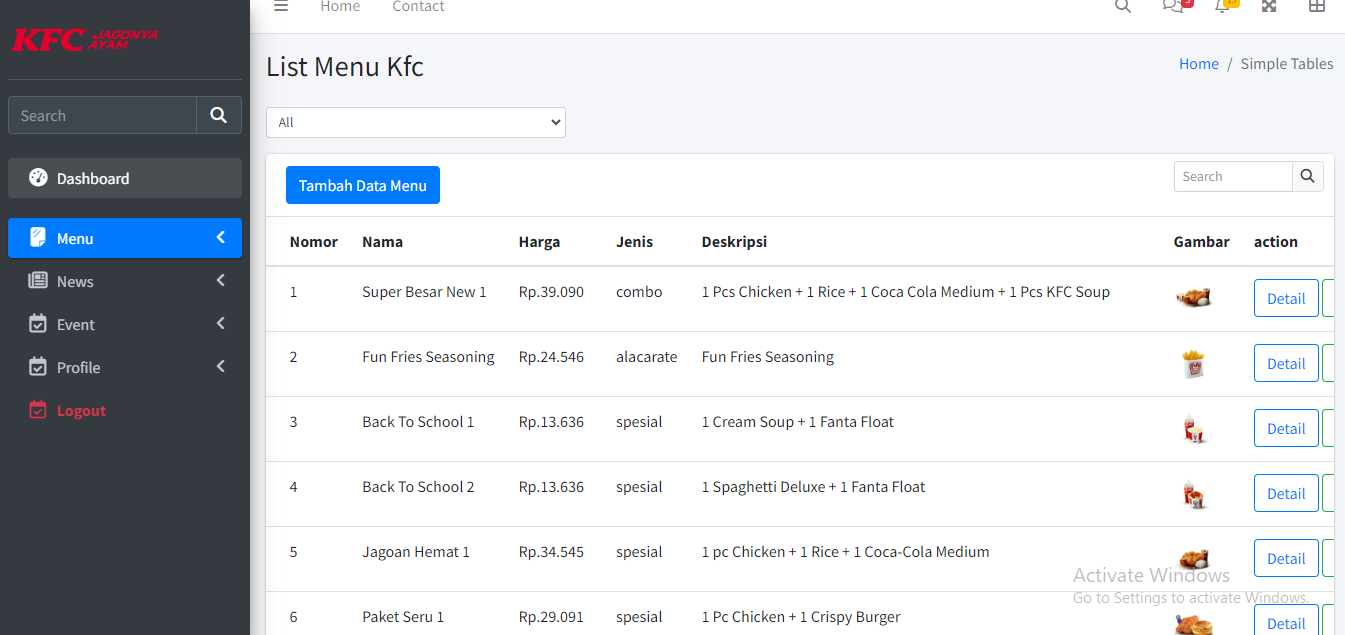 KFC JAGONYA AYAM
Search
Dashboard
Menu
News
Event
Profile
Logout
Home Contact
List Menu Kfc
Home / Simple Tables
All
Tambah Data Menu
Search
Nomor Nama Harga Jenis Deskripsi Gambar action
1 Super Besar New 1 Rp.39.090 combo 1 Pcs Chicken + 1 Rice + 1 Coca Cola Medium + 1 Pcs KFC Soup Detail
2 Fun Fries Seasoning Rp.24.546 alacarate Fun Fries Seasoning Detail
3 Back To School 1 Rp.13.636 spesial 1 Cream Soup + 1 Fanta Float Detail
4 Back To School 2 Rp.13.636 spesial 1 Spaghetti Deluxe + 1 Fanta Float Detail
5 Jagoan Hemat 1 Rp.34.545 spesial 1 pc Chicken + 1 Rice + 1 Coca-Cola Medium Detail
6 Paket Seru 1 Rp.29.091 spesial 1 Pc Chicken + 1 Crispy Burger Detail
Activate Windows
Go to Settings to activate Windows.